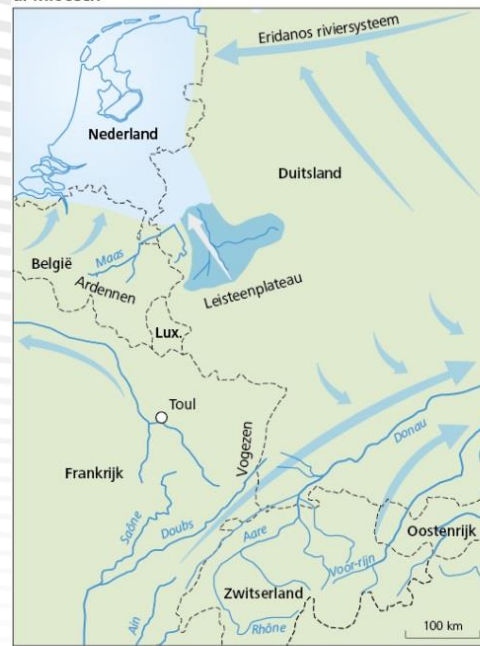 Eridanos riviersysteem
Nederland
Duitsland
België
Maas
Ardennen
Leisteenplateau
Lux.
Toul
Vogezen
Donau
Frankrijk
Saône
Doubs
Aare
Oostenrijk
Voor-rijn
Zwitserland
Ain
Rhône
100 km